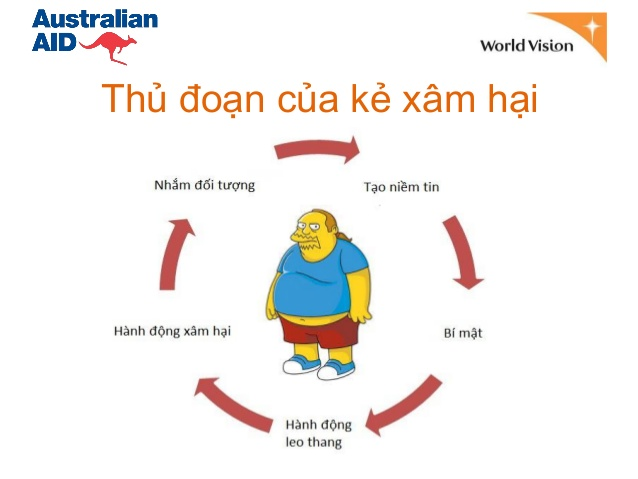 Australian
AID
World Vision
Thủ đoạn của kẻ xâm hại
Nhắm đối tượng
Tạo niềm tin
Hành động xâm hại
Bí mật
Hành động
leo thang